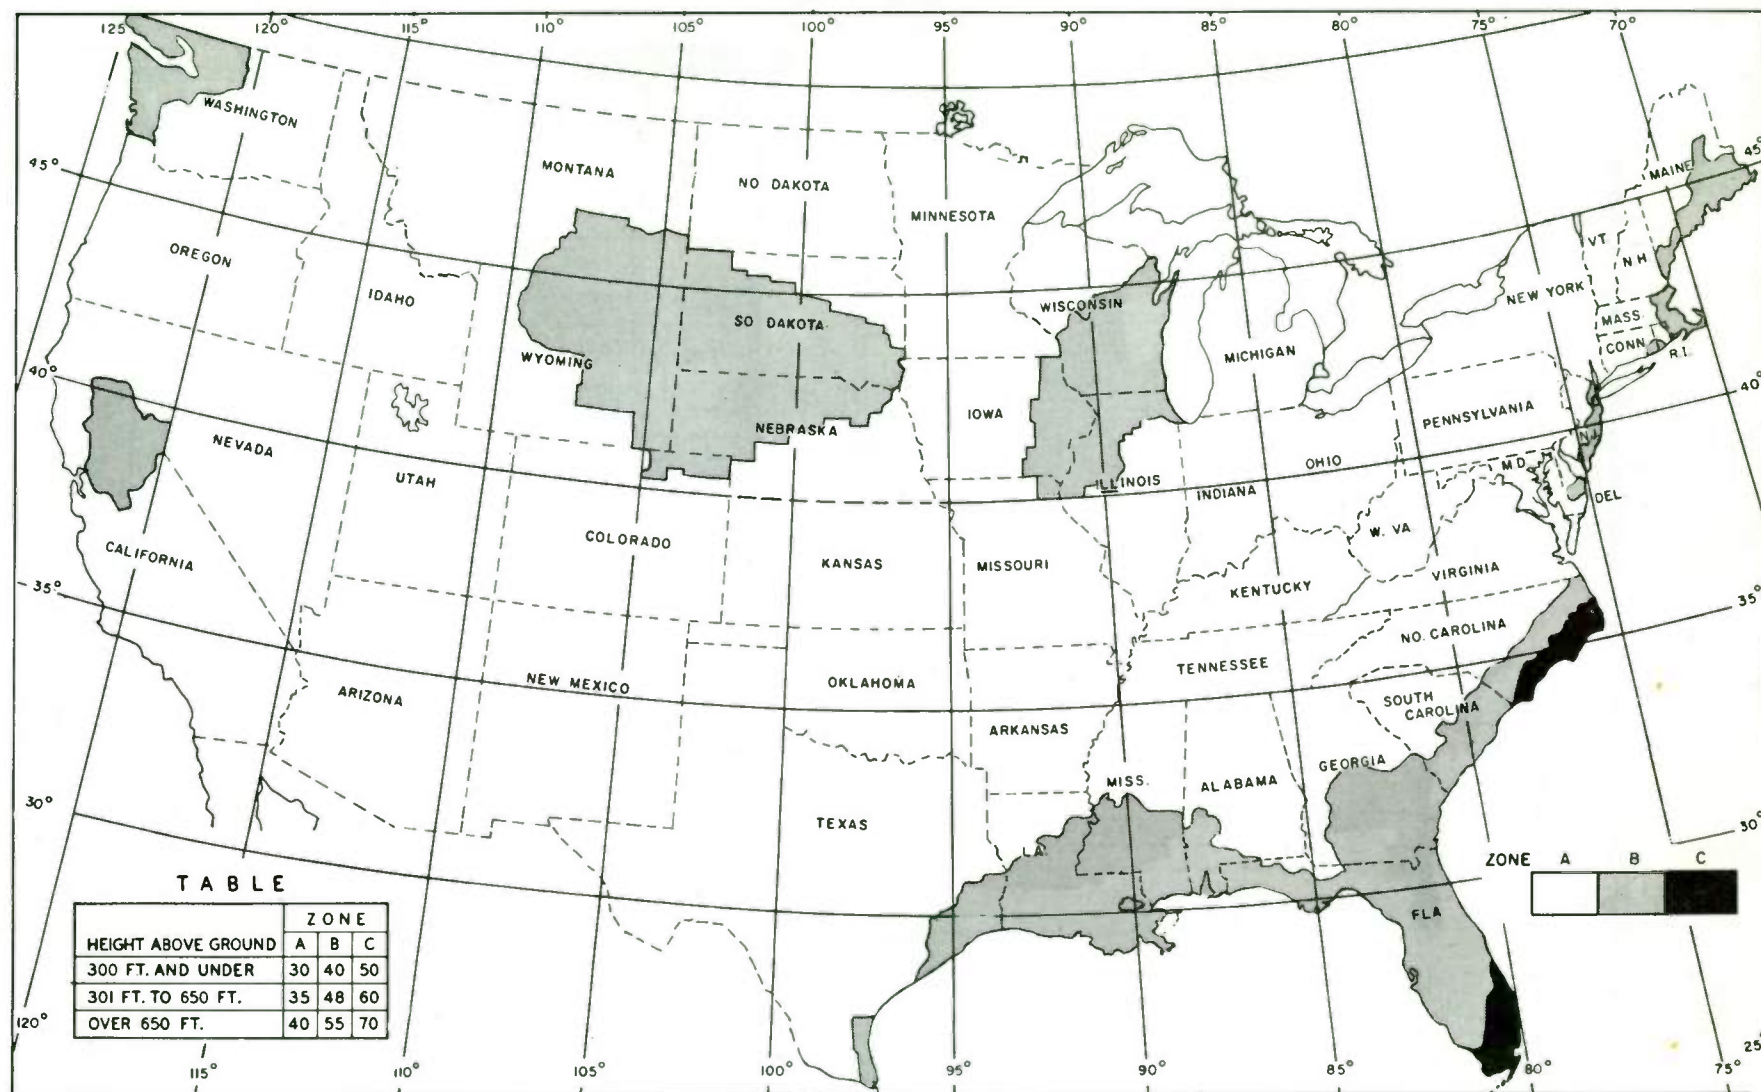 125° 120° 115° 110° 105° 100° 95° 90° 85° 80° 75° 70°
WASHINGTON
MONTANA
NO DAKOTA
MINNESOTA
MAINE
45°
45°
OREGON
IDAHO
SO DAKOTA
WISCONSIN
VT.
N.H.
NEW YORK
MASS.
CONN.
R.I.
WYOMING
MICHIGAN
40°
40°
NEVADA
UTAH
NEBRASKA
IOWA
ILLINOIS
INDIANA
OHIO
PENNSYLVANIA
N.J.
M D.
DEL.
CALIFORNIA
COLORADO
KANSAS
MISSOURI
KENTUCKY
W. VA.
VIRGINIA
35°
35°
ARIZONA
NEW MEXICO
OKLAHOMA
TENNESSEE
NO. CAROLINA
SOUTH
CAROLINA
ARKANSAS
MISS.
ALABAMA
GEORGIA
30°
30°
TEXAS
LA.
FLA
ZONE A B C
TABLE
ZONE
HEIGHT ABOVE GROUND A B C
300 FT. AND UNDER 30 40 50
301 FT. TO 650 FT. 35 48 60
OVER 650 FT. 40 55 70
120° 115° 110° 105° 100° 95° 90° 85° 80° 25°